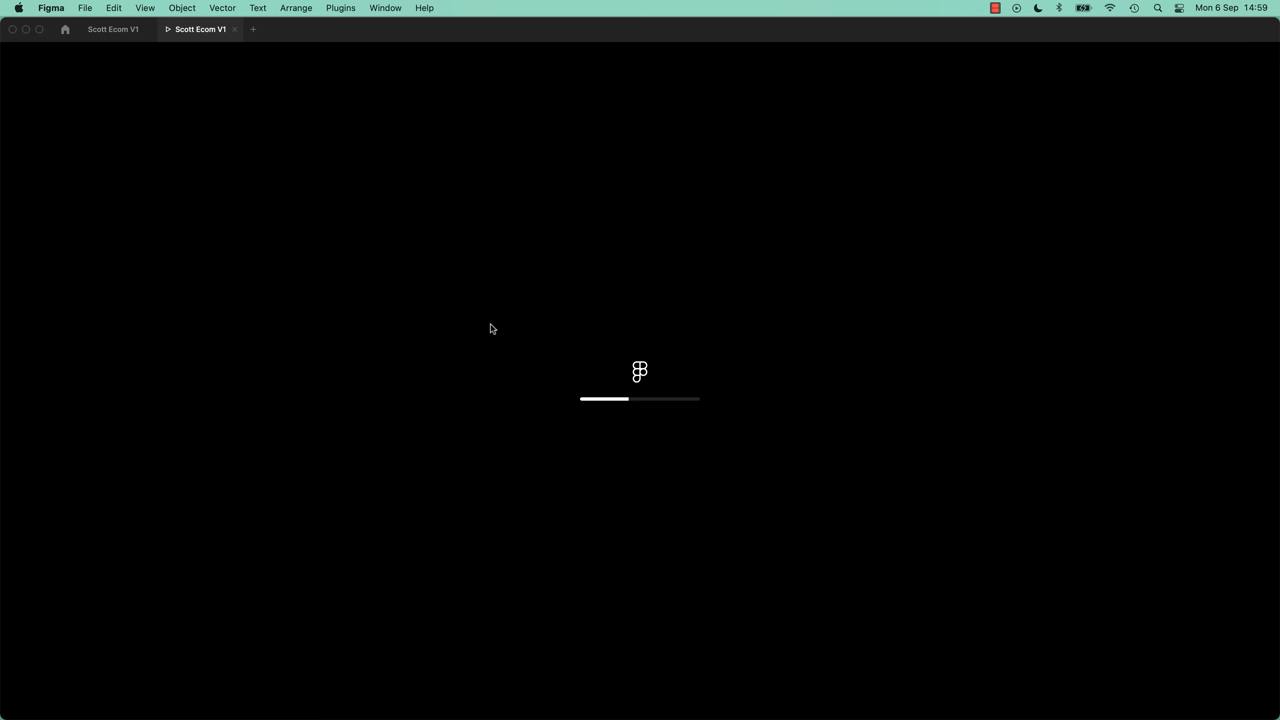 Figma File Edit View Object Vector Text Arrange Plugins Window Help Mon 6 Sep 14:59
Scott Ecom V1 Scott Ecom V1